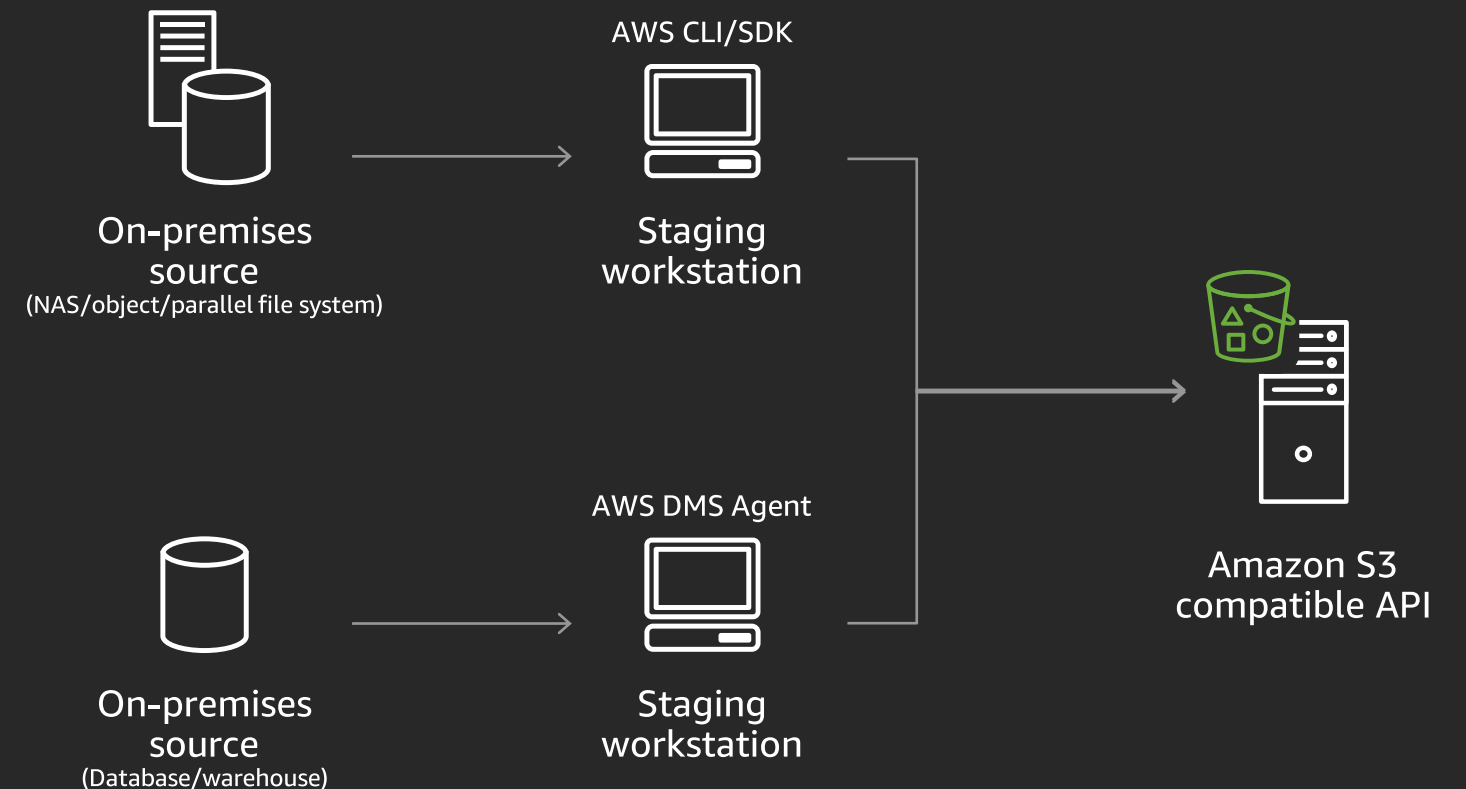 AWS CLI/SDK
On-premises
source
(NAS/object/parallel file system)
Staging
workstation
AWS DMS Agent
Amazon S3
compatible API
On-premises
source
(Database/warehouse)
Staging
workstation